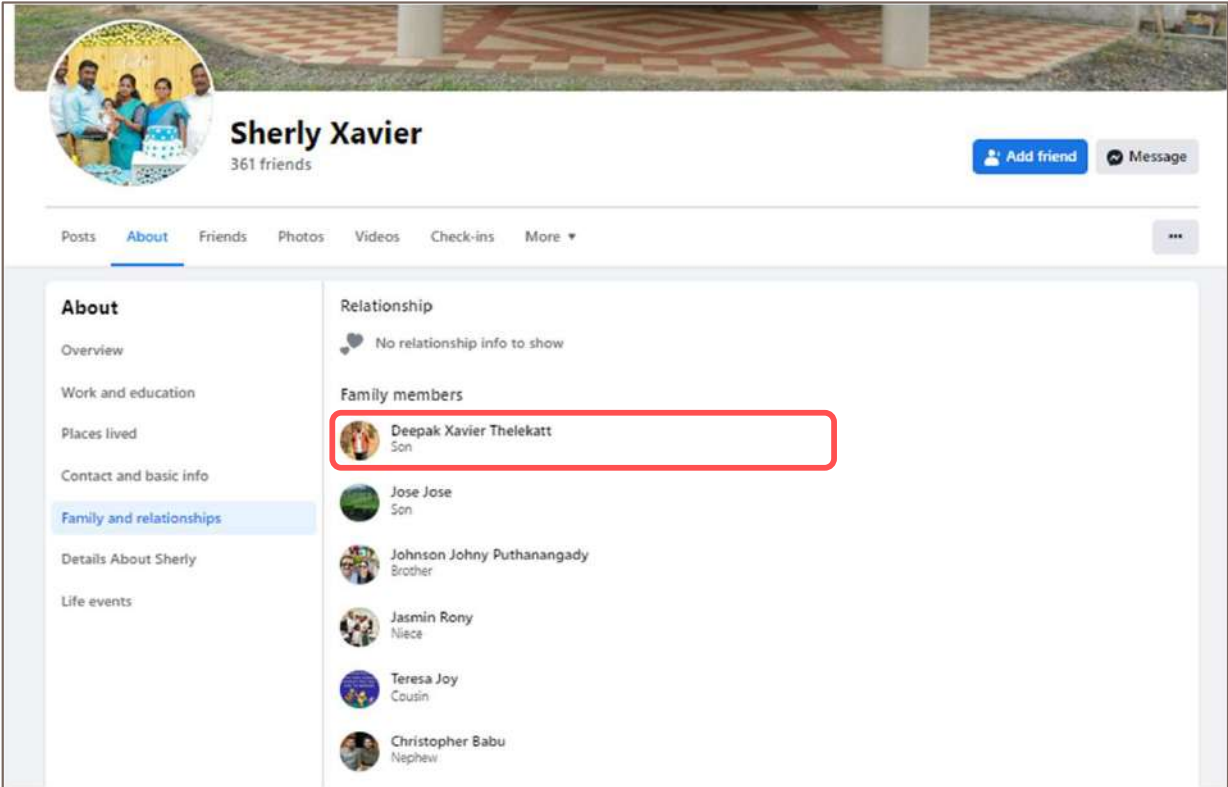 Sherly Xavier
361 friends
Add friend
Message
Posts About Friends Photos Videos Check-ins More
About
Overview
Work and education
Places lived
Contact and basic info
Family and relationships
Details About Sherly
Life events
Relationship
No relationship info to show
Family members
Deepak Xavier Thelekatt
Son
Jose Jose
Son
Johnson Johny Puthanangady
Brother
Jasmin Rony
Niece
Teresa Joy
Cousin
Christopher Babu
Nephew